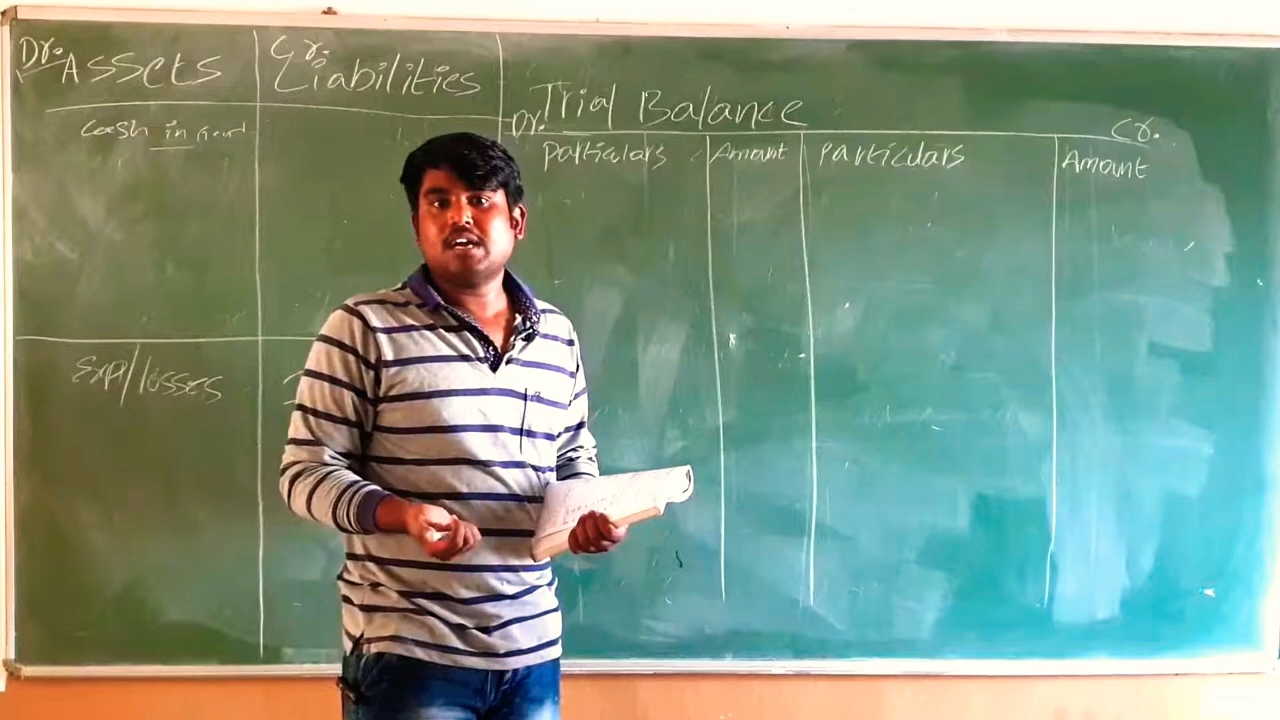 Dr. Assets
Cr. Liabilities
Cash in hand
Exp/losses
Trial Balance
Dr. Cr.
Particulars Amount Particulars Amount